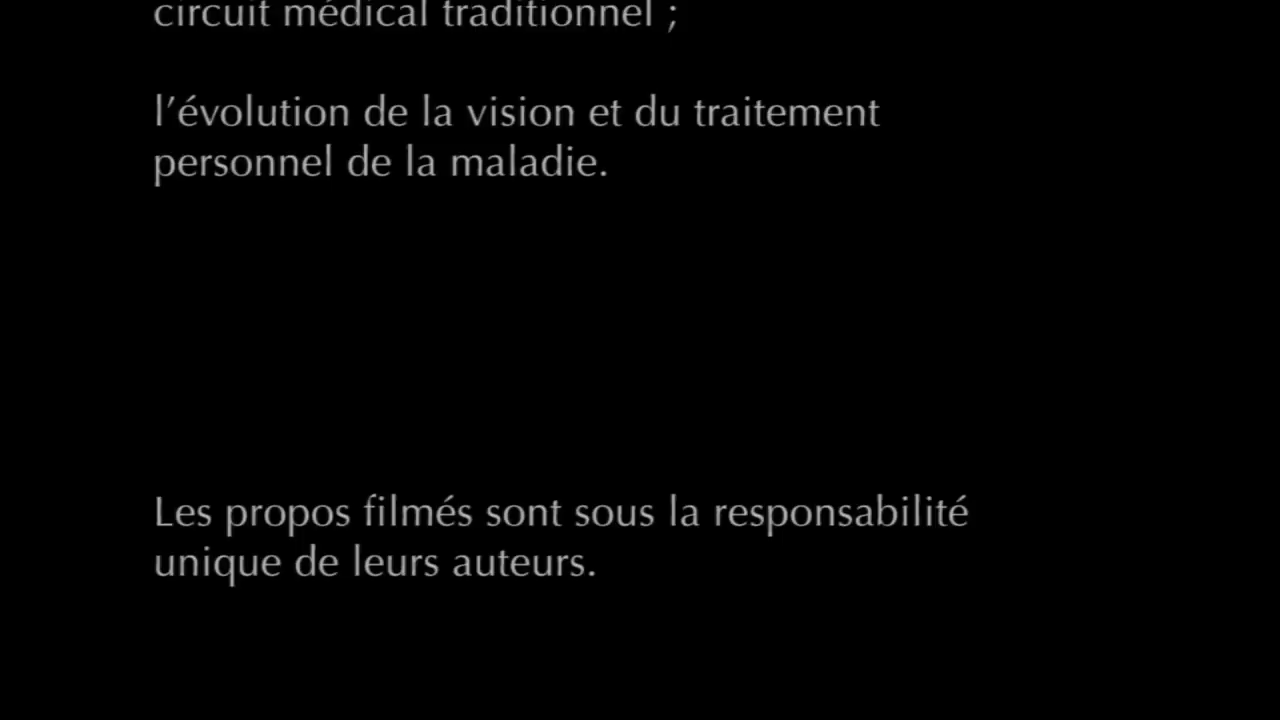 circuit médical traditionnel ;
l’évolution de la vision et du traitement
personnel de la maladie.
Les propos filmés sont sous la responsabilité
unique de leurs auteurs.